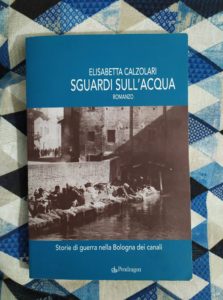 ELISABETTA CALZOLARI
SGUARDI SULL'ACQUA
ROMANZO
Storie di guerra nella Bologna dei canali
Pendragon